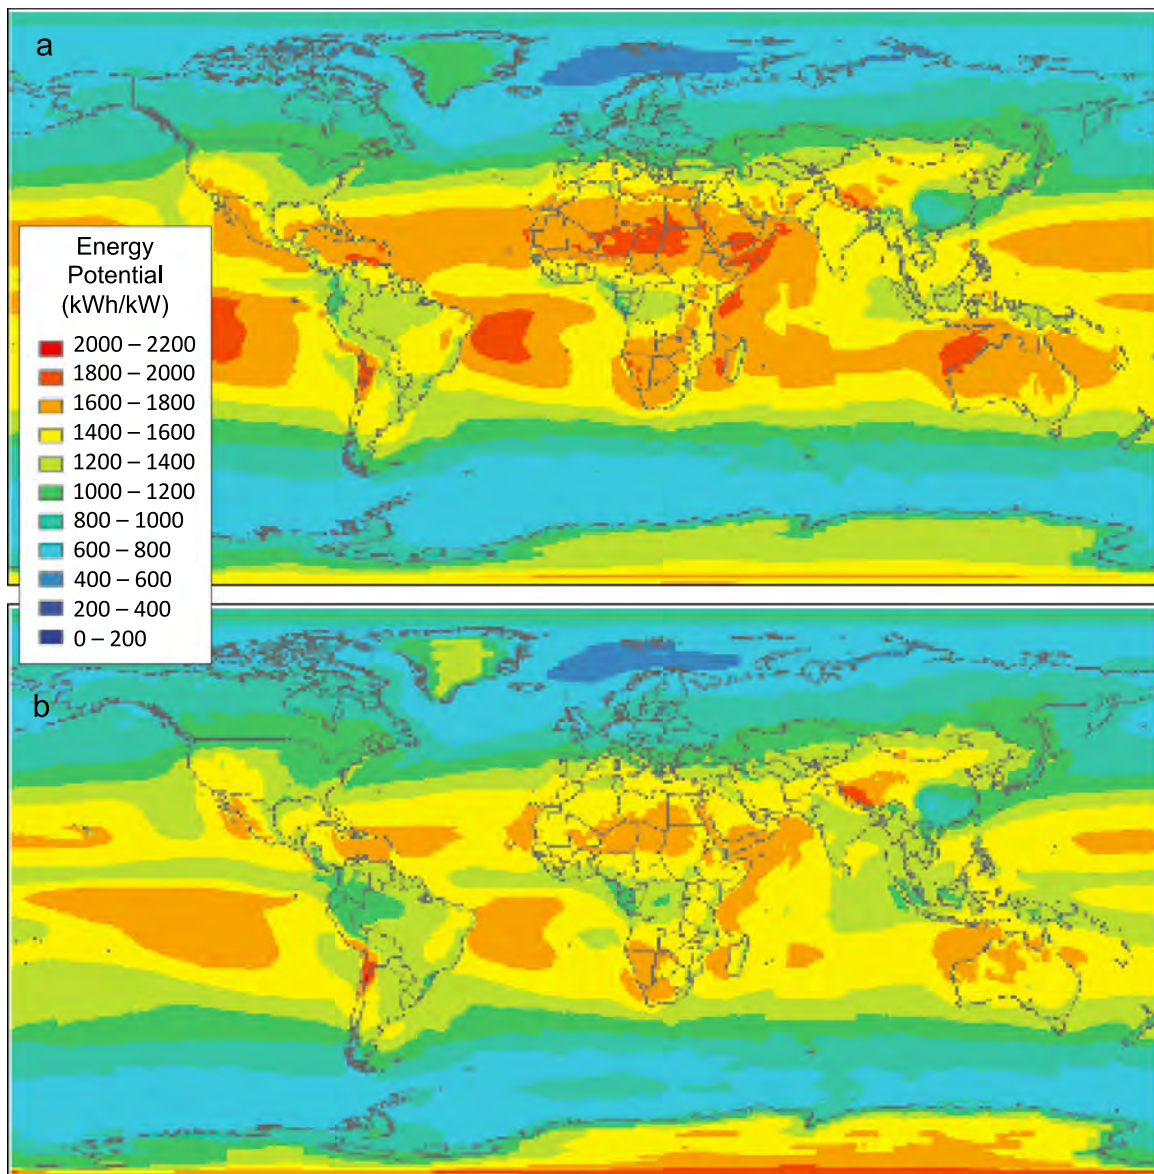 a
Energy
Potential
(kWh/kW)
2000 – 2200
1800 – 2000
1600 – 1800
1400 – 1600
1200 – 1400
1000 – 1200
800 – 1000
600 – 800
400 – 600
200 – 400
0 – 200
b